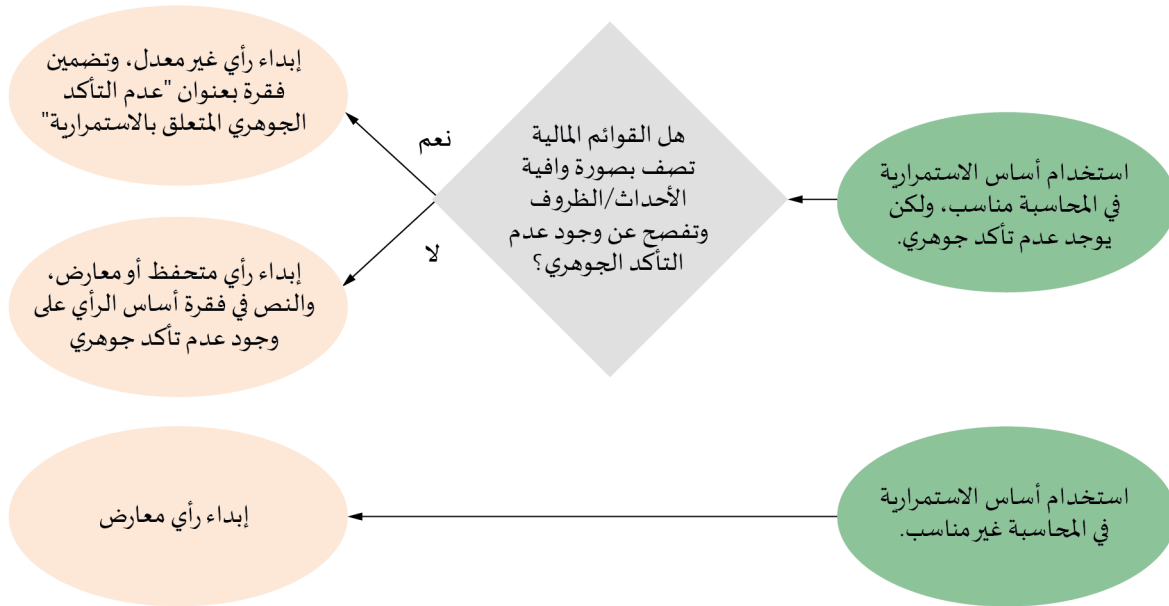 استخدام أساس الاستمرارية
في المحاسبة مناسب، ولكن
يوجد عدم تأكد جوهري.
هل القوائم المالية
تصف بصورة وافية
الأحداث/الظروف
وتفصح عن وجود عدم
التأكد الجوهري؟
نعم
إبداء رأي غير معدل، وتضمين
فقرة بعنوان "عدم التأكد
الجوهري المتعلق بالاستمرارية"
لا
إبداء رأي متحفظ أو معارض،
والنص في فقرة أساس الرأي على
وجود عدم تأكد جوهري
استخدام أساس الاستمرارية
في المحاسبة غير مناسب.
إبداء رأي معارض